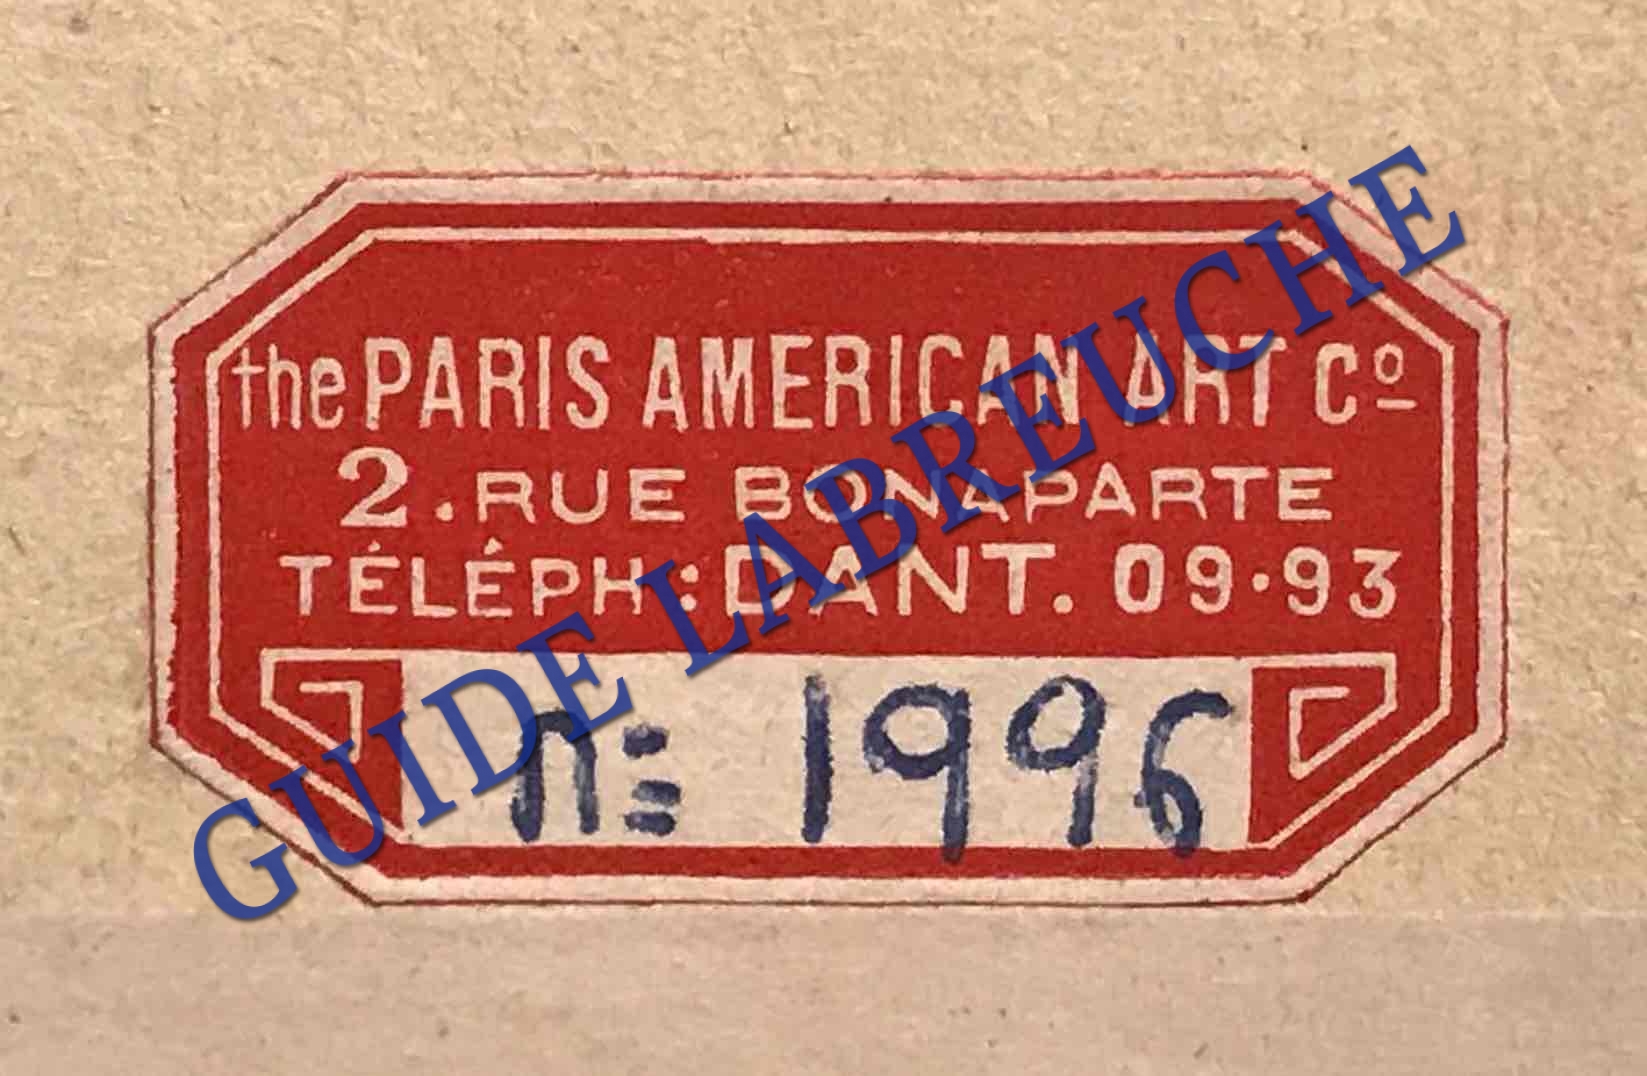 the PARIS AMERICAN ART Cº
2. RUE BONAPARTE
TÉLÉPH: DANT. 09·93
n= 1996
GUIDE LABREUCHE